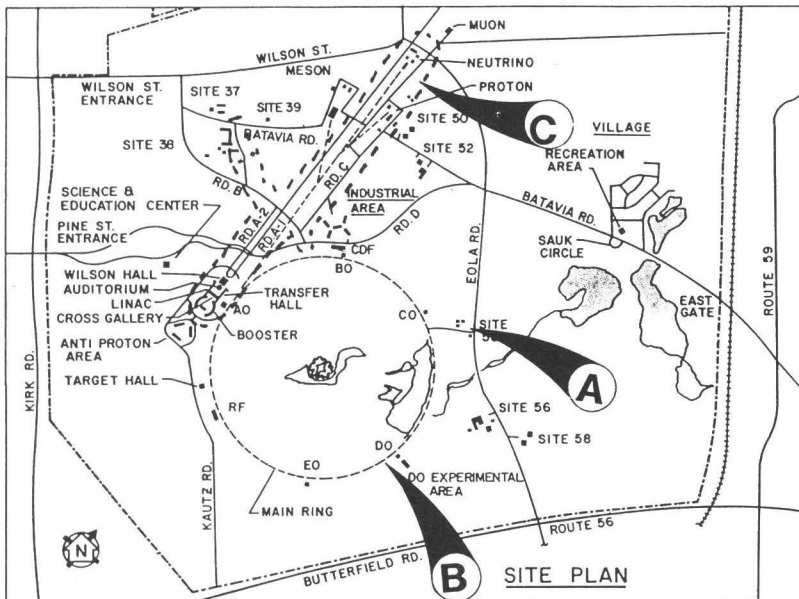 MUON
WILSON ST.
NEUTRINO
MESON
WILSON ST.
ENTRANCE
SITE 37
PROTON
SITE 39
SITE 50
C
VILLAGE
BATAVIA RD.
SITE 38
SITE 52
RECREATION
AREA
SCIENCE &
EDUCATION CENTER
RD. B
RD. C
INDUSTRIAL
AREA
BATAVIA RD.
PINE ST.
ENTRANCE
RD. A-2
RD. A-1
RD. D
EOLA RD.
SAUK
CIRCLE
ROUTE 59
CDF
BO
WILSON HALL
AUDITORIUM
LINAC
CROSS GALLERY
TRANSFER
HALL
AO
BOOSTER
CO
SITE
EAST
GATE
ANTI PROTON
AREA
A
KIRK RD.
TARGET HALL
RF
SITE 56
SITE 58
DO
EO
DO EXPERIMENTAL
AREA
KAUTZ RD.
MAIN RING
ROUTE 56
N
BUTTERFIELD RD.
B
SITE PLAN